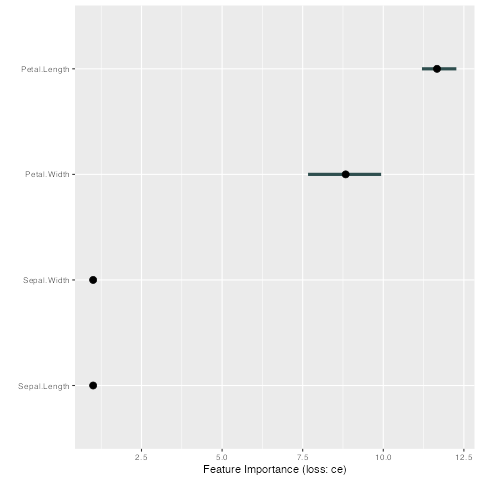 Petal.Length
Petal.Width
Sepal.Width
Sepal.Length
2.5 5.0 7.5 10.0 12.5
Feature Importance (loss: ce)